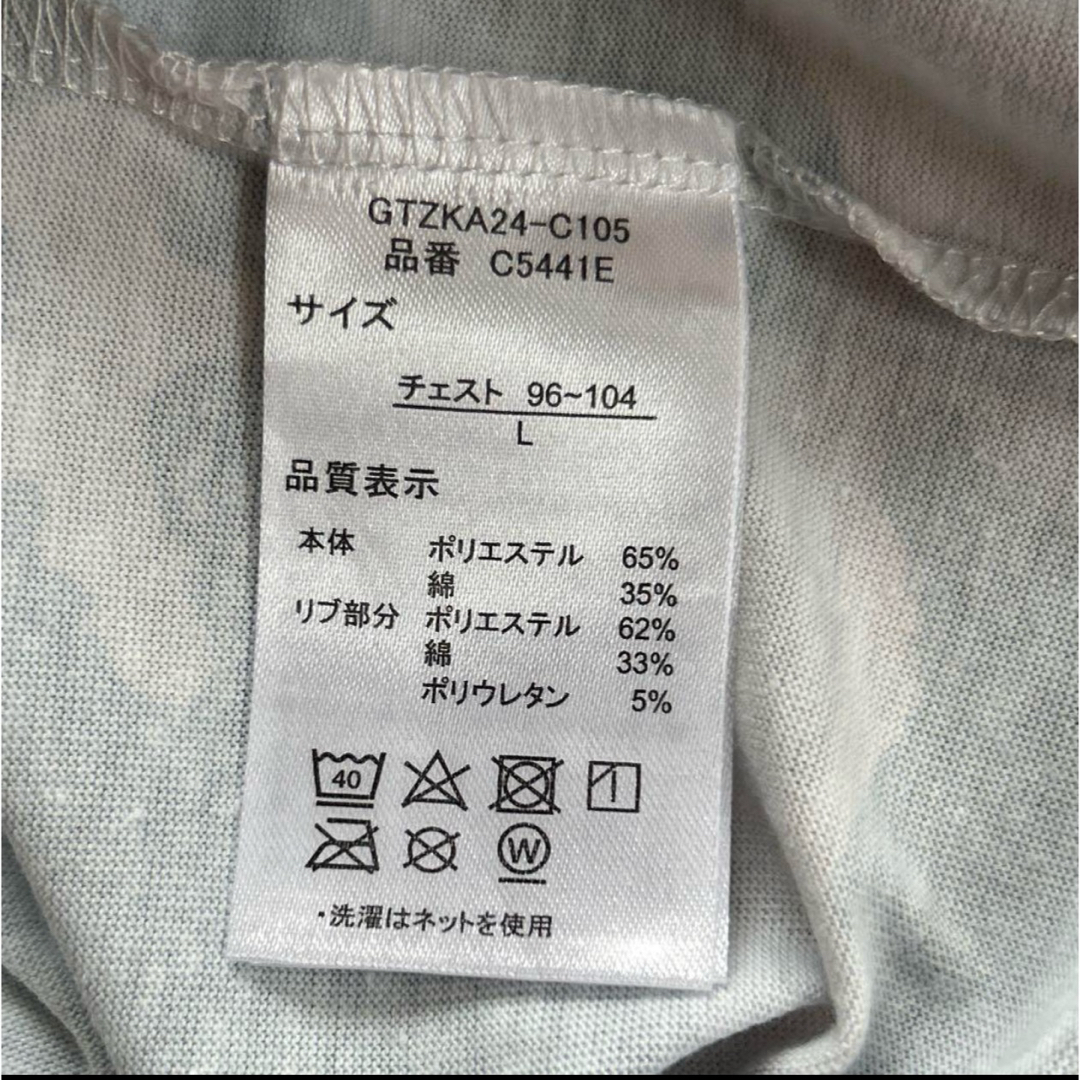 GTZKA24-C105
品番 C5441E
サイズ
チェスト 96~104
L
品質表示
本体 ポリエステル 65%
綿 35%
リブ部分 ポリエステル 62%
綿 33%
ポリウレタン 5%
40
W
・洗濯はネットを使用